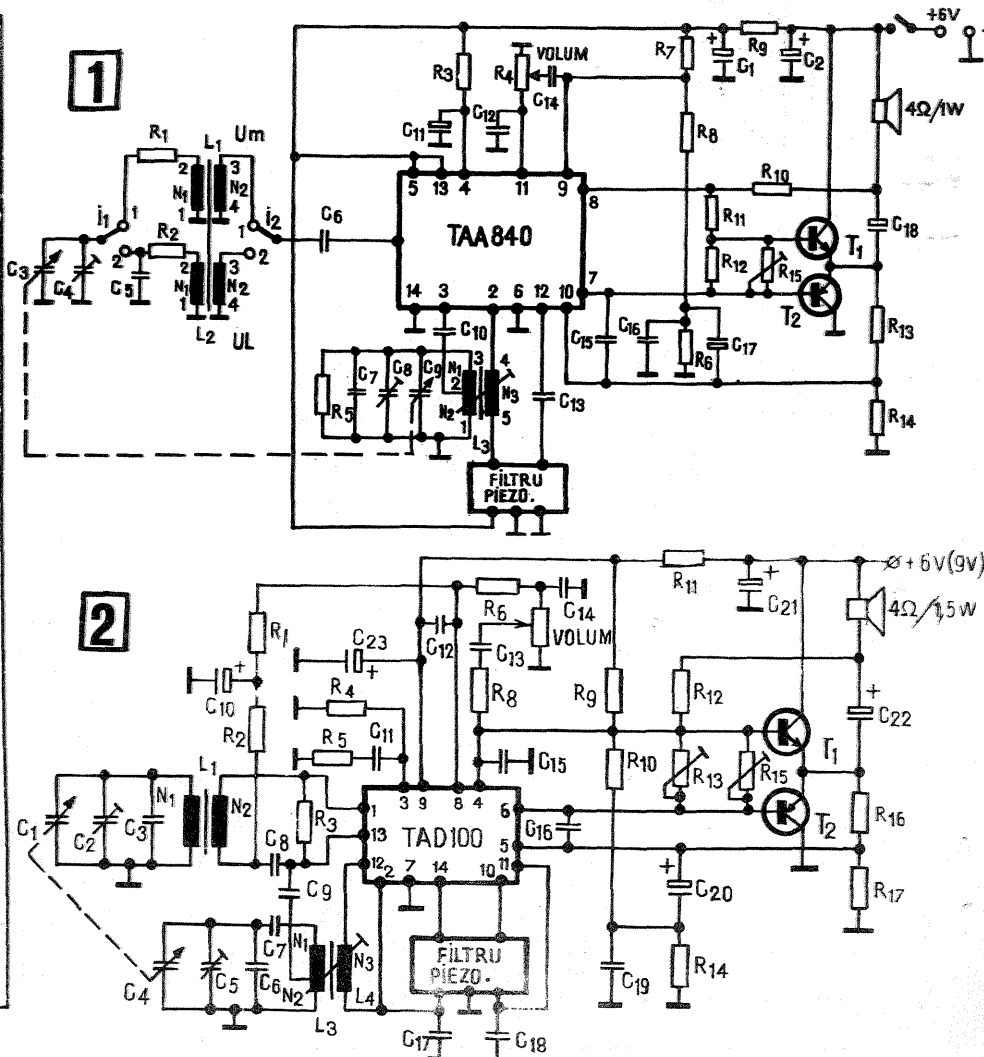 1
+6V
R7
R9
C1
C2
R3
R4
VOLUM
C14
C11
C12
R8
4Ω/1W
R1
L1
Um
2
3
N1
N2
1
4
i1
1
2
i2
1
2
C6
5
13
4
11
9
8
TAA840
R10
R11
R12
R15
T1
T2
C18
C3
C4
C5
R2
2
3
N1
N2
1
4
L2
UL
14
3
2
6
12
10
7
C10
C15
C16
R6
C17
R13
R14
R5
C7
C8
C9
3
N1
2
N2
1
4
N3
5
L3
C13
FİLTRU
PİEZO.
2
+6V(9V)
R11
C21
4Ω/1,5W
R1
R6
C14
C12
VOLUM
C23
C13
C10
R4
R8
R9
R12
C22
R2
R5
C11
C15
R10
R13
R15
T1
T2
L1
N1
N2
R3
C1
C2
C3
1
3
9
8
4
6
13
TAD100
5
12
2
7
14
10
11
C16
R16
C8
C9
C20
R17
C4
C5
C6
C7
N1
N2
N3
L3
L4
FİLTRU
PİEZO.
C17
C18
C19
R14